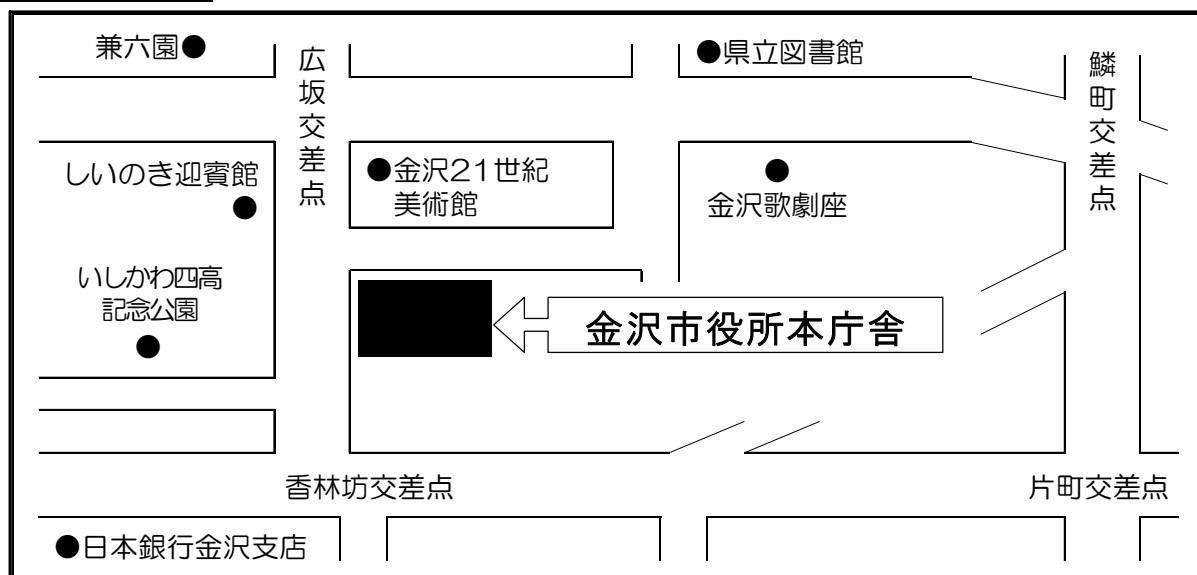 兼六園●
広坂交差点
●県立図書館
鱗町交差点
しいのき迎賓館
●金沢21世紀
美術館
金沢歌劇座
いしかわ四高
記念公園
金沢市役所本庁舎
香林坊交差点
片町交差点
●日本銀行金沢支店